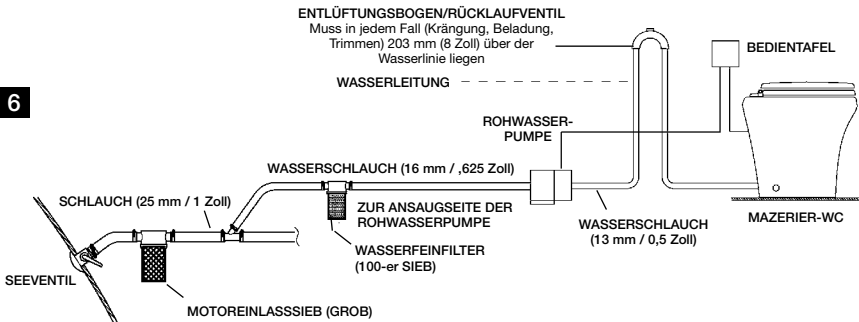 ENTLÜFTUNGSBOGEN/RÜCKLAUFVENTIL
Muss in jedem Fall (Krängung, Beladung,
Trimmen) 203 mm (8 Zoll) über der
Wasserlinie liegen
BEDIENTAFEL
WASSERLEITUNG
6
ROHWASSER-
PUMPE
WASSERSCHLAUCH (16 mm / ,625 Zoll)
SCHLAUCH (25 mm / 1 Zoll)
ZUR ANSAUGSEITE DER
ROHWASSERPUMPE
WASSERSCHLAUCH
(13 mm / 0,5 Zoll)
MAZERIER-WC
WASSERFEINFILTER
(100-er SIEB)
SEEVENTIL
MOTOREINLASSSIEB (GROB)